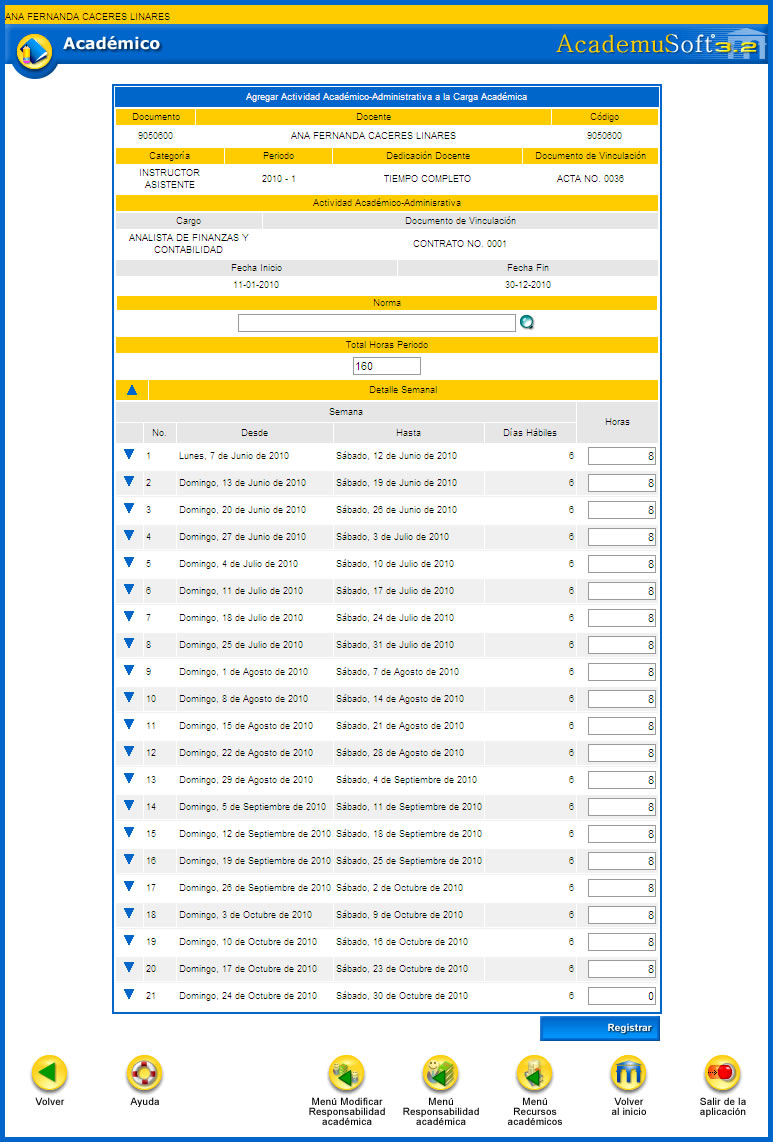 ANA FERNANDA CACERES LINARES
Académico
AcademuSoft 3.2
Agregar Actividad Académico-Administrativa a la Carga Académica
Documento Docente Código
9050600 ANA FERNANDA CACERES LINARES 9050600
Categoría Periodo Dedicación Docente Documento de Vinculación
INSTRUCTOR ASISTENTE 2010 - 1 TIEMPO COMPLETO ACTA NO. 0036
Actividad Académico-Adminisrativa
Cargo Documento de Vinculación
ANALISTA DE FINANZAS Y CONTABILIDAD CONTRATO NO. 0001
Fecha Inicio Fecha Fin
11-01-2010 30-12-2010
Norma
Total Horas Periodo
160
Detalle Semanal
Semana Horas
No. Desde Hasta Días Hábiles
1 Lunes, 7 de Junio de 2010 Sábado, 12 de Junio de 2010 6 8
2 Domingo, 13 de Junio de 2010 Sábado, 19 de Junio de 2010 6 8
3 Domingo, 20 de Junio de 2010 Sábado, 26 de Junio de 2010 6 8
4 Domingo, 27 de Junio de 2010 Sábado, 3 de Julio de 2010 6 8
5 Domingo, 4 de Julio de 2010 Sábado, 10 de Julio de 2010 6 8
6 Domingo, 11 de Julio de 2010 Sábado, 17 de Julio de 2010 6 8
7 Domingo, 18 de Julio de 2010 Sábado, 24 de Julio de 2010 6 8
8 Domingo, 25 de Julio de 2010 Sábado, 31 de Julio de 2010 6 8
9 Domingo, 1 de Agosto de 2010 Sábado, 7 de Agosto de 2010 6 8
10 Domingo, 8 de Agosto de 2010 Sábado, 14 de Agosto de 2010 6 8
11 Domingo, 15 de Agosto de 2010 Sábado, 21 de Agosto de 2010 6 8
12 Domingo, 22 de Agosto de 2010 Sábado, 28 de Agosto de 2010 6 8
13 Domingo, 29 de Agosto de 2010 Sábado, 4 de Septiembre de 2010 6 8
14 Domingo, 5 de Septiembre de 2010 Sábado, 11 de Septiembre de 2010 6 8
15 Domingo, 12 de Septiembre de 2010 Sábado, 18 de Septiembre de 2010 6 8
16 Domingo, 19 de Septiembre de 2010 Sábado, 25 de Septiembre de 2010 6 8
17 Domingo, 26 de Septiembre de 2010 Sábado, 2 de Octubre de 2010 6 8
18 Domingo, 3 de Octubre de 2010 Sábado, 9 de Octubre de 2010 6 8
19 Domingo, 10 de Octubre de 2010 Sábado, 16 de Octubre de 2010 6 8
20 Domingo, 17 de Octubre de 2010 Sábado, 23 de Octubre de 2010 6 8
21 Domingo, 24 de Octubre de 2010 Sábado, 30 de Octubre de 2010 6 0
Registrar
Volver
Ayuda
Menú Modificar
Responsabilidad
académica
Menú
Responsabilidad
académica
Menú
Recursos
académicos
Volver
al inicio
Salir de la
aplicación